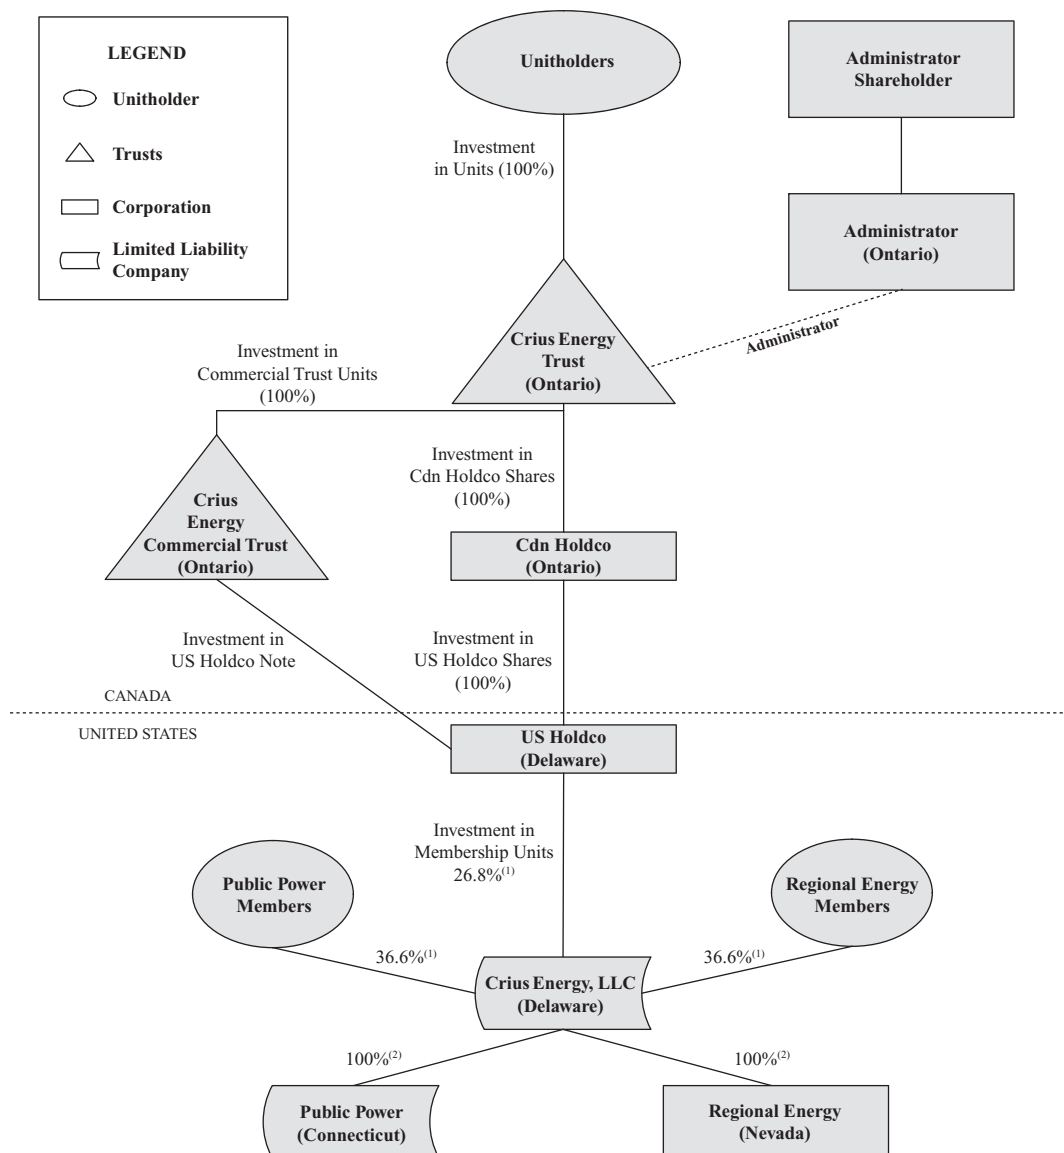 LEGEND
Unitholder
Trusts
Corporation
Limited Liability
Company
Unitholders
Administrator
Shareholder
Investment
in Units (100%)
Administrator
(Ontario)
Administrator
Crius Energy
Trust
(Ontario)
Investment in
Commercial Trust Units
(100%)
Investment in
Cdn Holdco Shares
(100%)
Crius
Energy
Commercial Trust
(Ontario)
Cdn Holdco
(Ontario)
Investment in
US Holdco Note
Investment in
US Holdco Shares
(100%)
CANADA
UNITED STATES
US Holdco
(Delaware)
Investment in
Membership Units
26.8%(1)
Public Power
Members
Regional Energy
Members
36.6%(1)
36.6%(1)
Crius Energy, LLC
(Delaware)
100%(2)
100%(2)
Public Power
(Connecticut)
Regional Energy
(Nevada)